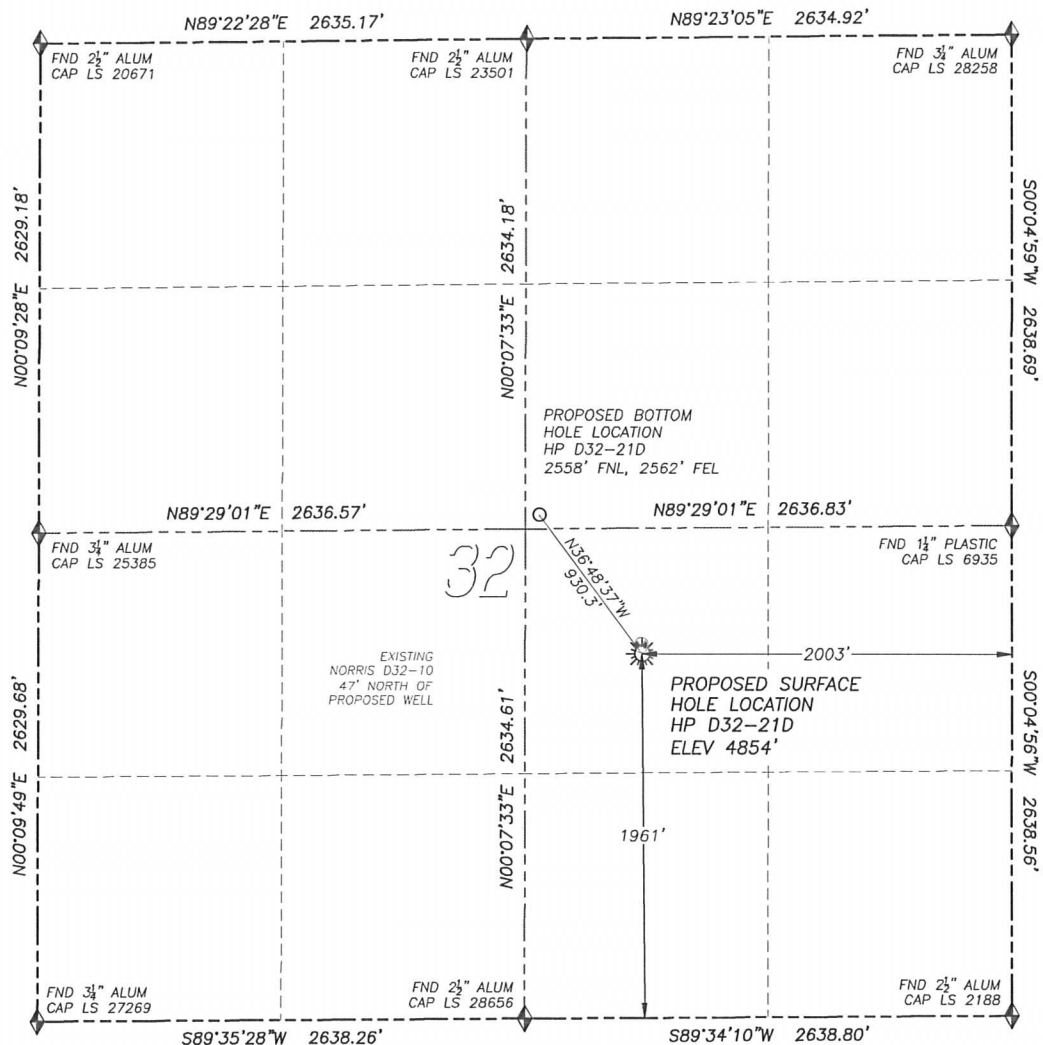 N89°22'28"E 2635.17'
N89°23'05"E 2634.92'
FND 2½" ALUM
CAP LS 20671
FND 2½" ALUM
CAP LS 23501
FND 3¼" ALUM
CAP LS 28258
N00°09'28"E 2629.18'
N00°07'33"E 2634.18'
S00°04'59"W 2638.69'
PROPOSED BOTTOM
HOLE LOCATION
HP D32-21D
2558' FNL, 2562' FEL
N89°29'01"E 2636.57'
N89°29'01"E 2636.83'
FND 3¼" ALUM
CAP LS 25385
32
N36°48'37"W
930.3'
FND 1¼" PLASTIC
CAP LS 6935
EXISTING
NORRIS D32-10
47' NORTH OF
PROPOSED WELL
2003'
PROPOSED SURFACE
HOLE LOCATION
HP D32-21D
ELEV 4854'
N00°09'49"E 2629.68'
N00°07'33"E 2634.61'
S00°04'56"W 2638.56'
1961'
FND 3¼" ALUM
CAP LS 27269
FND 2½" ALUM
CAP LS 28656
FND 2½" ALUM
CAP LS 2188
S89°35'28"W 2638.26'
S89°34'10"W 2638.80'